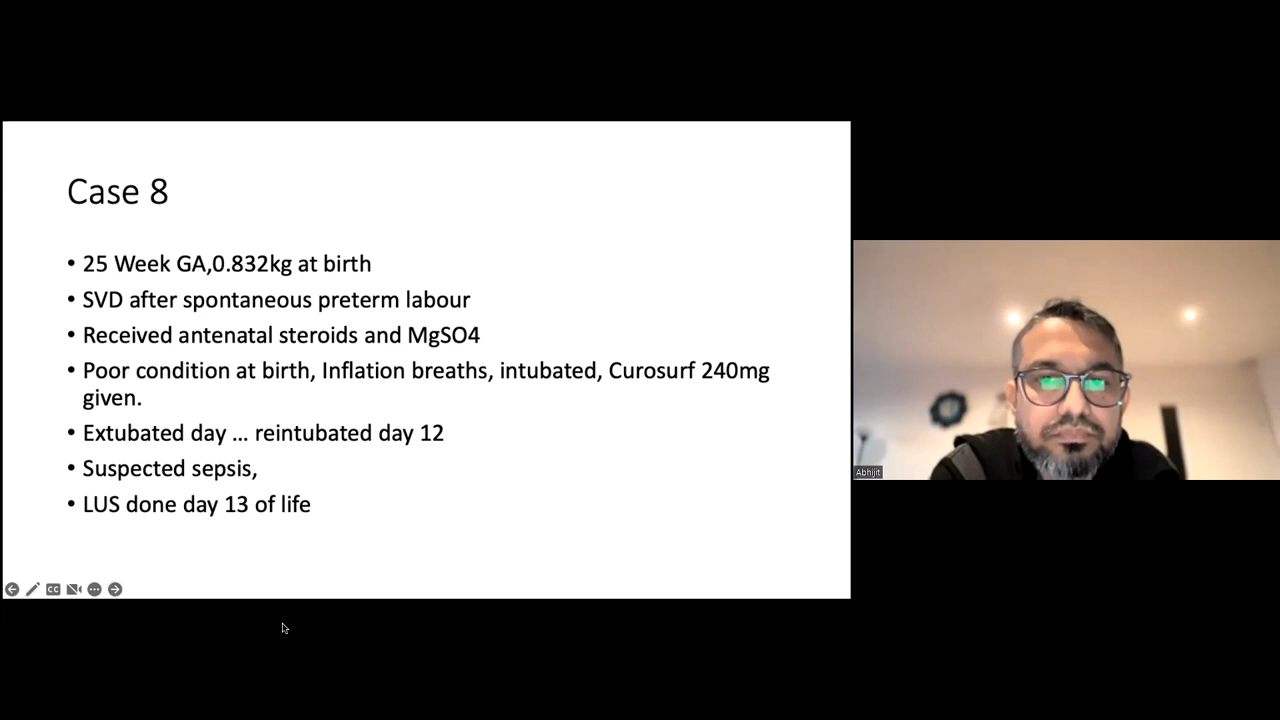 Case 8
• 25 Week GA,0.832kg at birth
• SVD after spontaneous preterm labour
• Received antenatal steroids and MgSO4
• Poor condition at birth, Inflation breaths, intubated, Curosurf 240mg
given.
• Extubated day ... reintubated day 12
• Suspected sepsis,
• LUS done day 13 of life
CC
Abhijit